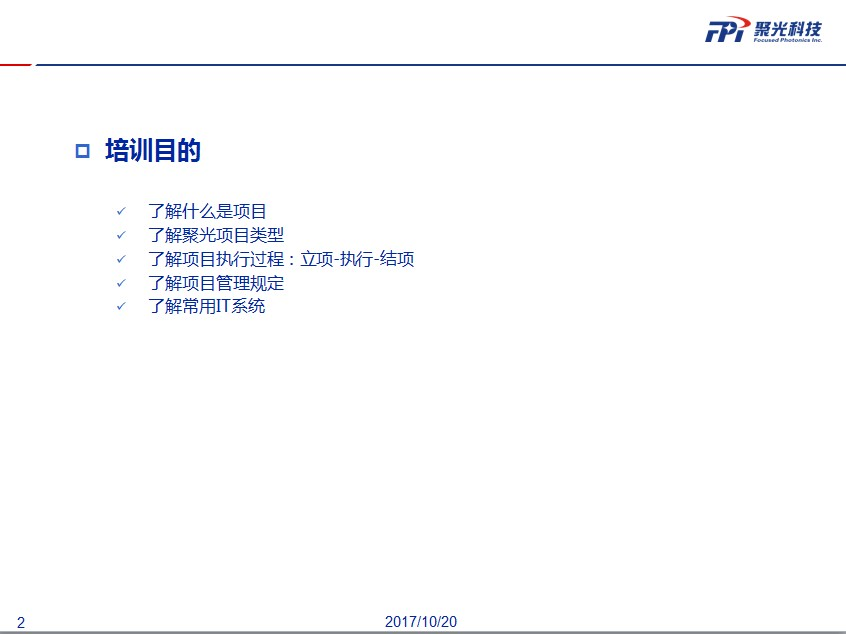 FPI 聚光科技
Focused Photonics Inc.
培训目的
了解什么是项目
了解聚光项目类型
了解项目执行过程：立项-执行-结项
了解项目管理规定
了解常用IT系统
2
2017/10/20